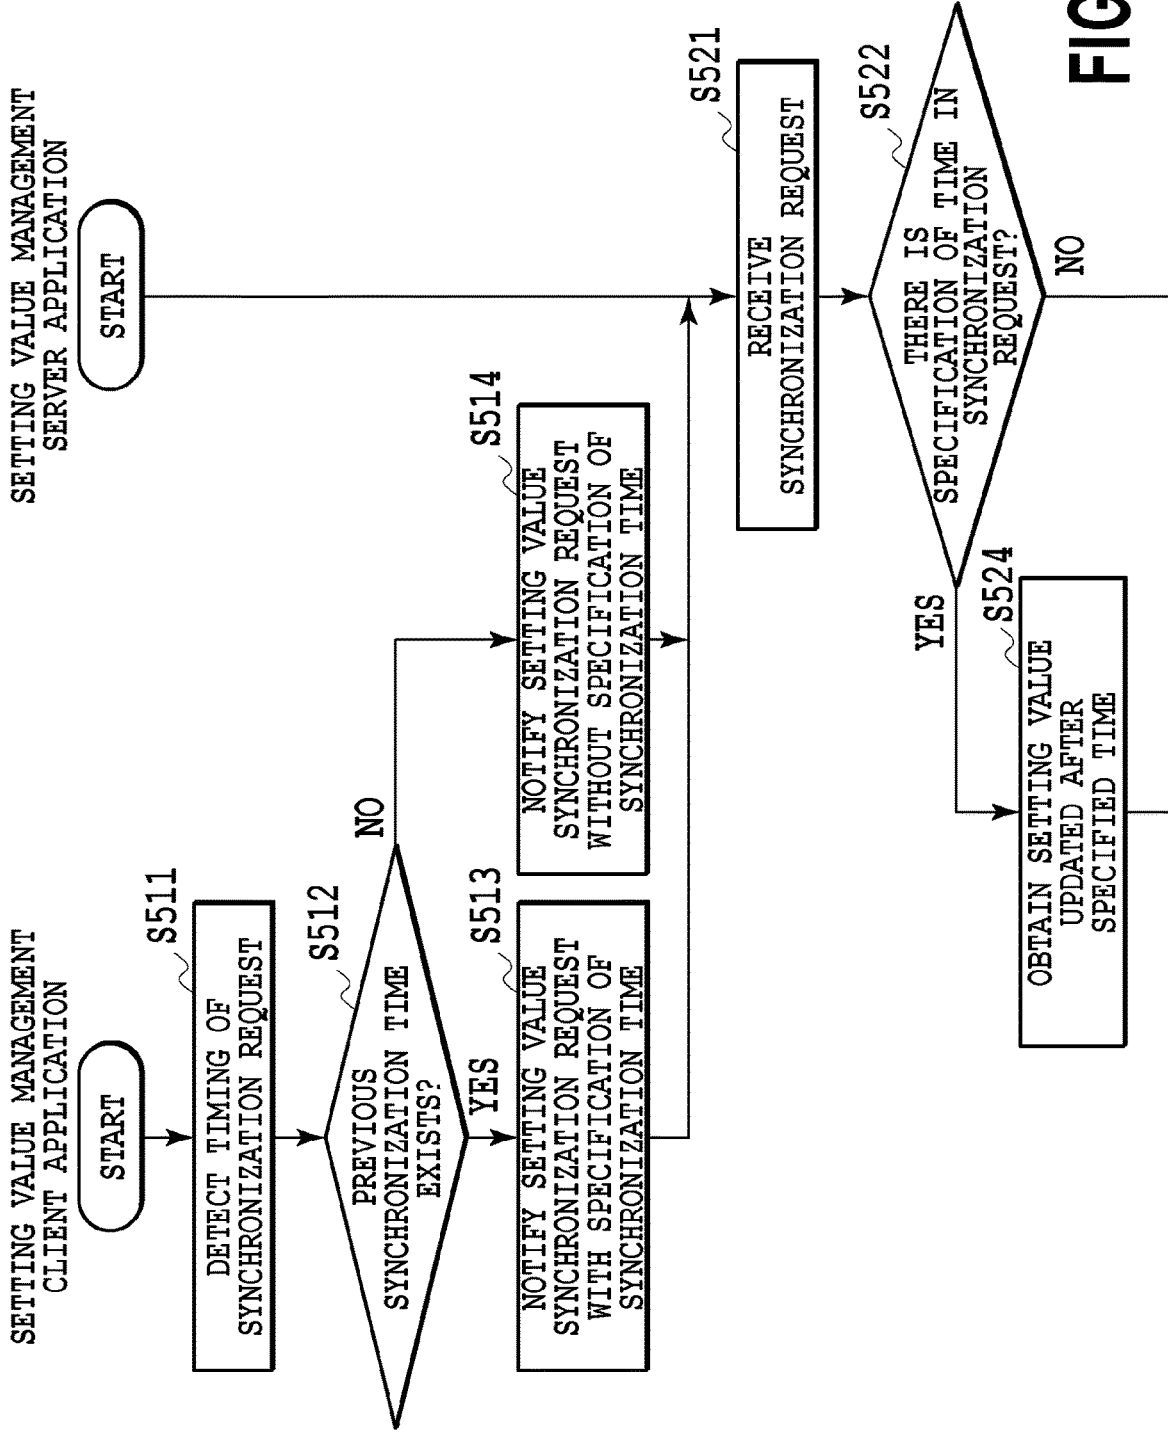 SETTING VALUE MANAGEMENT
CLIENT APPLICATION
START
S511
DETECT TIMING OF
SYNCHRONIZATION REQUEST
S512
PREVIOUS
SYNCHRONIZATION TIME
EXISTS?
NO
YES
S513
NOTIFY SETTING VALUE
SYNCHRONIZATION REQUEST
WITH SPECIFICATION OF
SYNCHRONIZATION TIME
S514
NOTIFY SETTING VALUE
SYNCHRONIZATION REQUEST
WITHOUT SPECIFICATION OF
SYNCHRONIZATION TIME
SETTING VALUE MANAGEMENT
SERVER APPLICATION
START
S521
RECEIVE
SYNCHRONIZATION REQUEST
S522
THERE IS
SPECIFICATION OF TIME IN
SYNCHRONIZATION
REQUEST?
YES
NO
S524
OBTAIN SETTING VALUE
UPDATED AFTER
SPECIFIED TIME
FIG